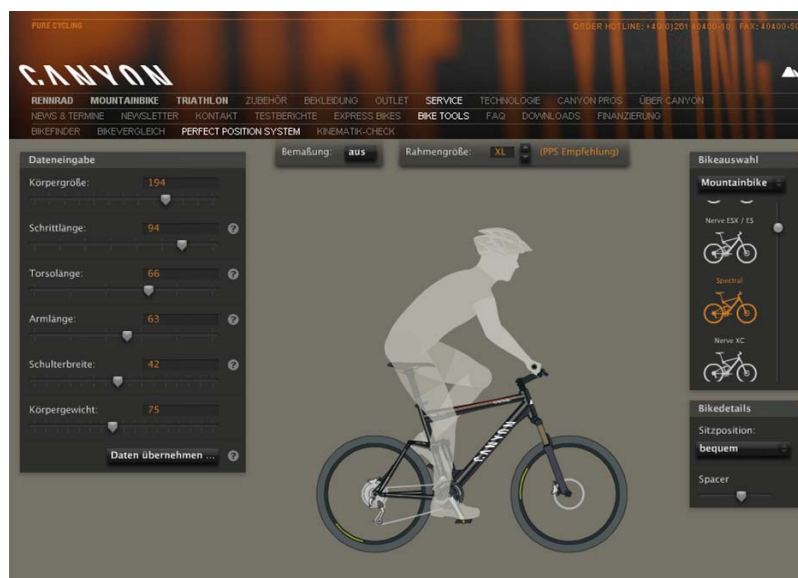 PURE CYCLING
ORDER HOTLINE: +49(0)261 40400-10 FAX: 40400-50
CANYON
RENNRAD MOUNTAINBIKE TRIATHLON ZUBEHÖR BEKLEIDUNG OUTLET SERVICE TECHNOLOGIE CANYON PROS ÜBER CANYON
NEWS & TERMINE NEWSLETTER KONTAKT TESTBERICHTE EXPRESS BIKES BIKE TOOLS FAQ DOWNLOADS FINANZIERUNG
BIKEFINDER BIKEVERGLEICH PERFECT POSITION SYSTEM KINEMATIK-CHECK
Dateneingabe
Körpergröße: 194
Schrittlänge: 94 ?
Torsolänge: 66 ?
Armlänge: 63 ?
Schulterbreite: 42 ?
Körpergewicht: 75
Daten übernehmen ... ?
Bemaßung: aus
Rahmengröße: XL (PPS Empfehlung)
CANYON
Bikeauswahl
Mountainbike
Nerve ESX / ES
Spectral
Nerve XC
Bikedetails
Sitzposition:
bequem
Spacer